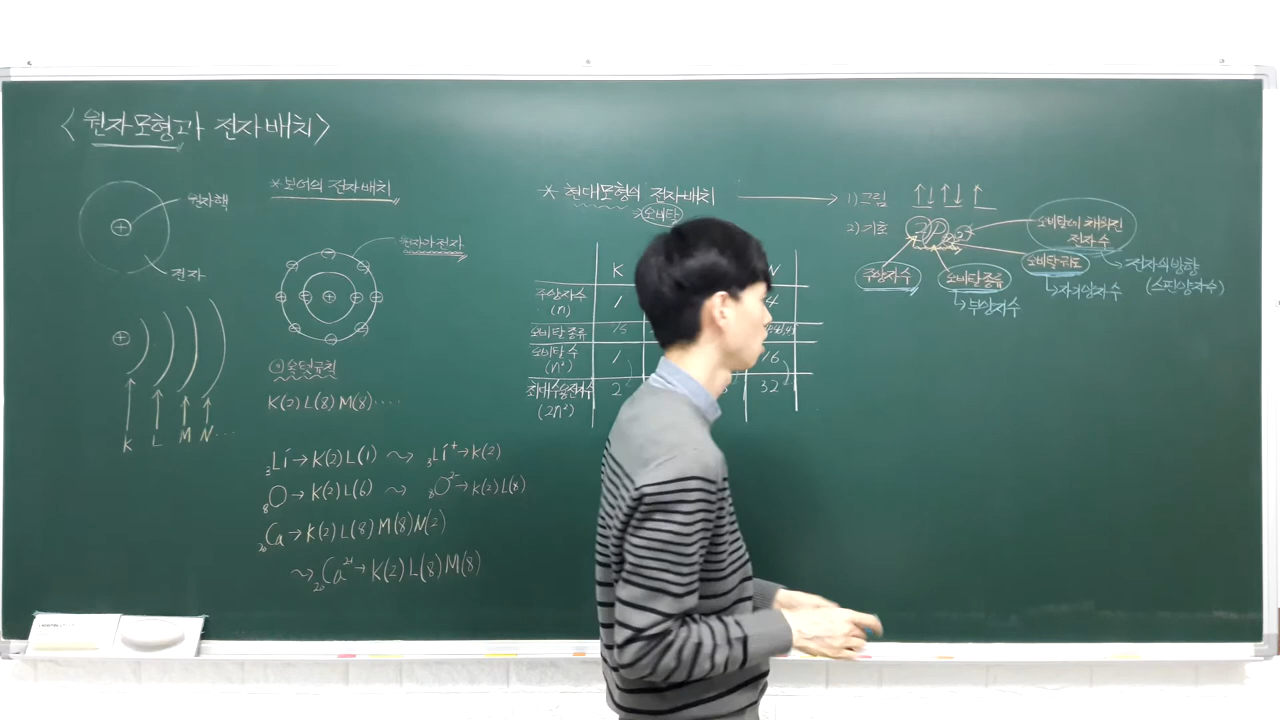 <원자모형과 전자배치>
원자핵
전자
K L M N ...
*보어의 전자배치
원자가전자
옥텟규칙
K(2) L(8) M(8)....
₃Li→K(2)L(1) ⇝ ₃Li⁺→K(2)
₈O→K(2)L(6) ⇝ ₈O²⁻→K(2)L(8)
₂₀Ca→K(2)L(8)M(8)N(2)
⇝ ₂₀Ca²⁺→K(2)L(8)M(8)
* 현대모형의 전자배치
오비탈
K N
주양자수 (n) 1 4
오비탈종류
오비탈 수 (n²) 1 16
최대수용전자수 (2n²) 2 32
1) 그림 ↑↓ ↑↓ ↑
2) 기호
오비탈에 채워진 전자수
주양자수
오비탈 종류
→부양자수
→자기양자수
→전자의 방향
(스핀양자수)